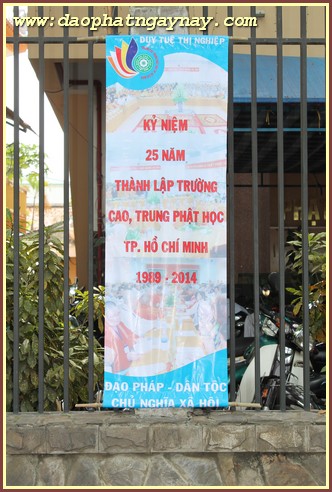 www.daophatngaynay.com
DUY TUỆ THỊ NGHIỆP
KỶ NIỆM
25 NĂM
THÀNH LẬP TRƯỜNG
CAO, TRUNG PHẬT HỌC
TP. HỒ CHÍ MINH
1989 - 2014
ĐẠO PHÁP - DÂN TỘC
CHỦ NGHĨA XÃ HỘI